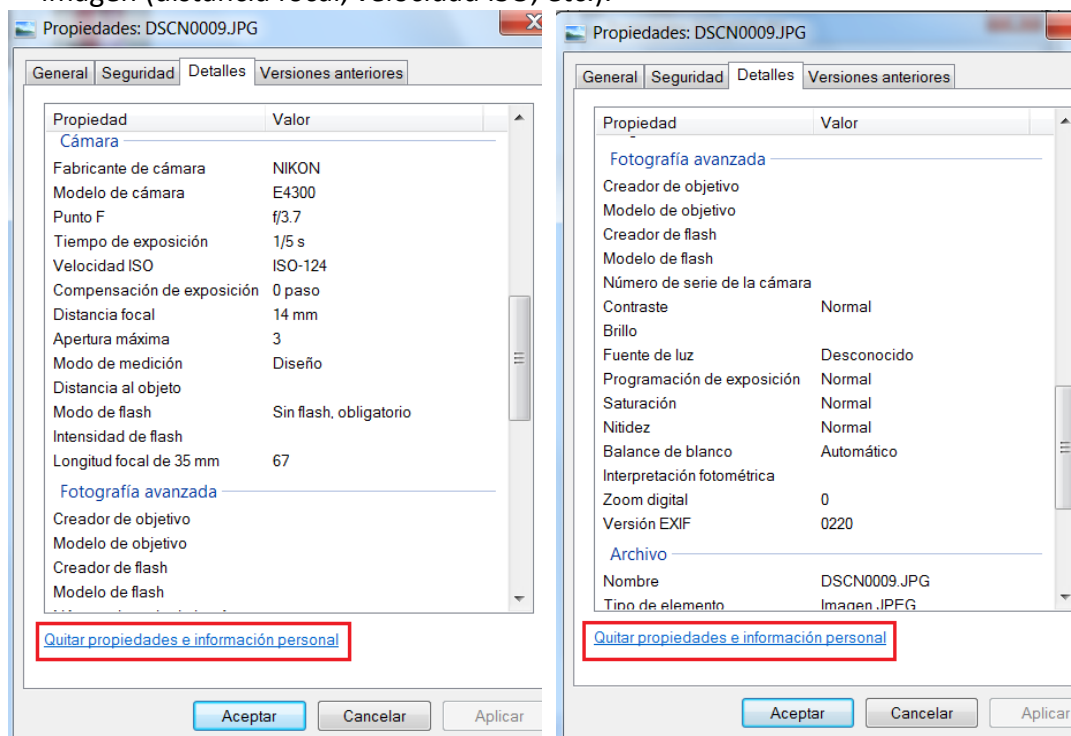 imagen (distancia focal, velocidad ISO, etc.).
Propiedades: DSCN0009.JPG
General Seguridad Detalles Versiones anteriores
Propiedad Valor
Cámara
Fabricante de cámara NIKON
Modelo de cámara E4300
Punto F f/3.7
Tiempo de exposición 1/5 s
Velocidad ISO ISO-124
Compensación de exposición 0 paso
Distancia focal 14 mm
Apertura máxima 3
Modo de medición Diseño
Distancia al objeto
Modo de flash Sin flash, obligatorio
Intensidad de flash
Longitud focal de 35 mm 67
Fotografía avanzada
Creador de objetivo
Modelo de objetivo
Creador de flash
Modelo de flash
Quitar propiedades e información personal
Aceptar Cancelar Aplicar
Propiedades: DSCN0009.JPG
General Seguridad Detalles Versiones anteriores
Propiedad Valor
Fotografía avanzada
Creador de objetivo
Modelo de objetivo
Creador de flash
Modelo de flash
Número de serie de la cámara
Contraste Normal
Brillo
Fuente de luz Desconocido
Programación de exposición Normal
Saturación Normal
Nitidez Normal
Balance de blanco Automático
Interpretación fotométrica
Zoom digital 0
Versión EXIF 0220
Archivo
Nombre DSCN0009.JPG
Tipo de elemento Imagen JPEG
Quitar propiedades e información personal
Aceptar Cancelar Aplicar